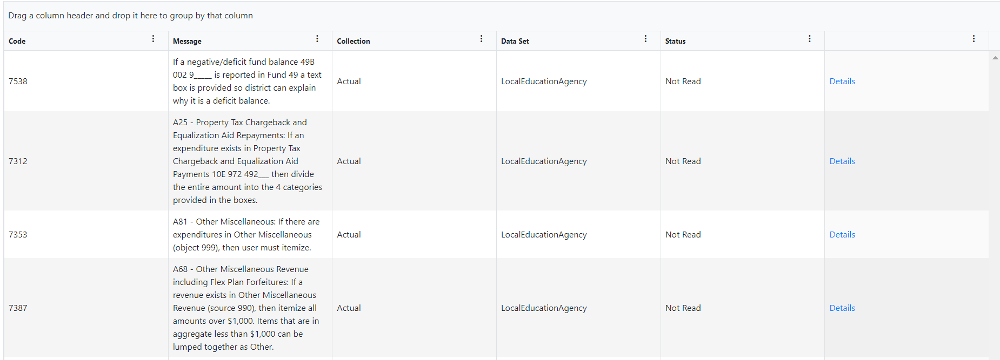 Drag a column header and drop it here to group by that column
Code
Message
Collection
Data Set
Status
7538
If a negative/deficit fund balance 49B
002 9_____ is reported in Fund 49 a text
box is provided so district can explain
why it is a deficit balance.
Actual
LocalEducationAgency
Not Read
Details
7312
A25 - Property Tax Chargeback and
Equalization Aid Repayments: If an
expenditure exists in Property Tax
Chargeback and Equalization Aid
Payments 10E 972 492___ then divide
the entire amount into the 4 categories
provided in the boxes.
Actual
LocalEducationAgency
Not Read
Details
7353
A81 - Other Miscellaneous: If there are
expenditures in Other Miscellaneous
(object 999), then user must itemize.
Actual
LocalEducationAgency
Not Read
Details
7387
A68 - Other Miscellaneous Revenue
including Flex Plan Forfeitures: If a
revenue exists in Other Miscellaneous
Revenue (source 990), then itemize all
amounts over $1,000. Items that are in
aggregate less than $1,000 can be
lumped together as Other.
Actual
LocalEducationAgency
Not Read
Details